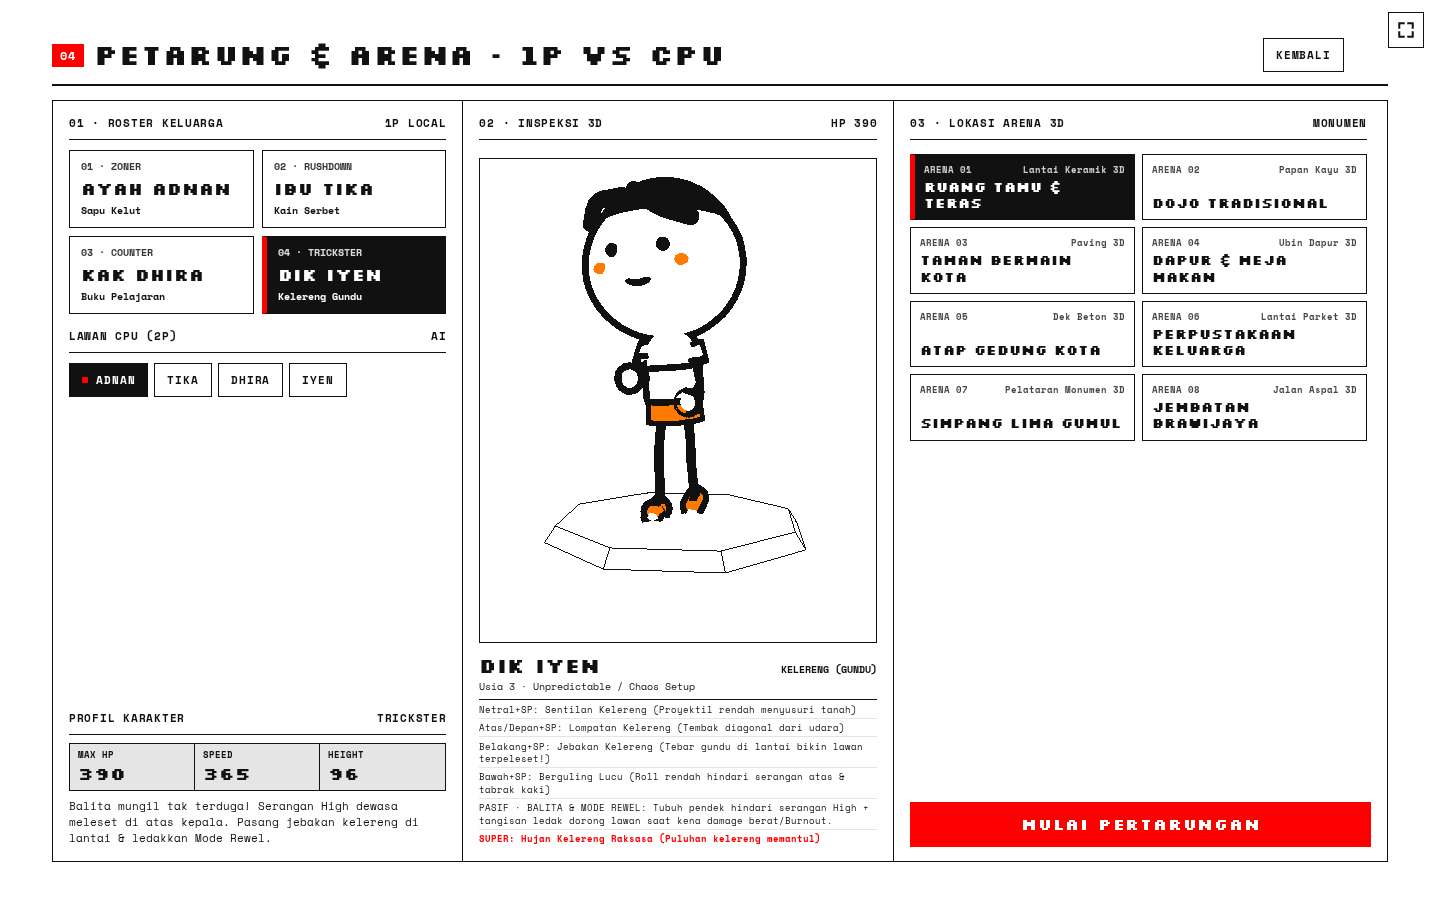 04 PETARUNG & ARENA - 1P VS CPU
KEMBALI
01 · ROSTER KELUARGA 1P LOCAL
01 · ZONER
AYAH ADNAN
Sapu Kelut
02 · RUSHDOWN
IBU TIKA
Kain Serbet
03 · COUNTER
KAK DHIRA
Buku Pelajaran
04 · TRICKSTER
DIK IYEN
Kelereng Gundu
LAWAN CPU (2P) AI
ADNAN TIKA DHIRA IYEN
PROFIL KARAKTER TRICKSTER
MAX HP
390
SPEED
365
HEIGHT
96
Balita mungil tak terduga! Serangan High dewasa
meleset di atas kepala. Pasang jebakan kelereng di
lantai & ledakkan Mode Rewel.
02 · INSPEKSI 3D HP 390
DIK IYEN KELERENG (GUNDU)
Usia 3 · Unpredictable / Chaos Setup
Netral+SP: Sentilan Kelereng (Proyektil rendah menyusuri tanah)
Atas/Depan+SP: Lompatan Kelereng (Tembak diagonal dari udara)
Belakang+SP: Jebakan Kelereng (Tebar gundu di lantai bikin lawan
terpeleset!)
Bawah+SP: Berguling Lucu (Roll rendah hindari serangan atas &
tabrak kaki)
PASIF · BALITA & MODE REWEL: Tubuh pendek hindari serangan High +
tangisan ledak dorong lawan saat kena damage berat/Burnout.
SUPER: Hujan Kelereng Raksasa (Puluhan kelereng memantul)
03 · LOKASI ARENA 3D MONUMEN
ARENA 01 Lantai Keramik 3D
RUANG TAMU &
TERAS
ARENA 02 Papan Kayu 3D
DOJO TRADISIONAL
ARENA 03 Paving 3D
TAMAN BERMAIN
KOTA
ARENA 04 Ubin Dapur 3D
DAPUR & MEJA
MAKAN
ARENA 05 Dek Beton 3D
ATAP GEDUNG KOTA
ARENA 06 Lantai Parket 3D
PERPUSTAKAAN
KELUARGA
ARENA 07 Pelataran Monumen 3D
SIMPANG LIMA GUMUL
ARENA 08 Jalan Aspal 3D
JEMBATAN
BRAWIJAYA
MULAI PERTARUNGAN